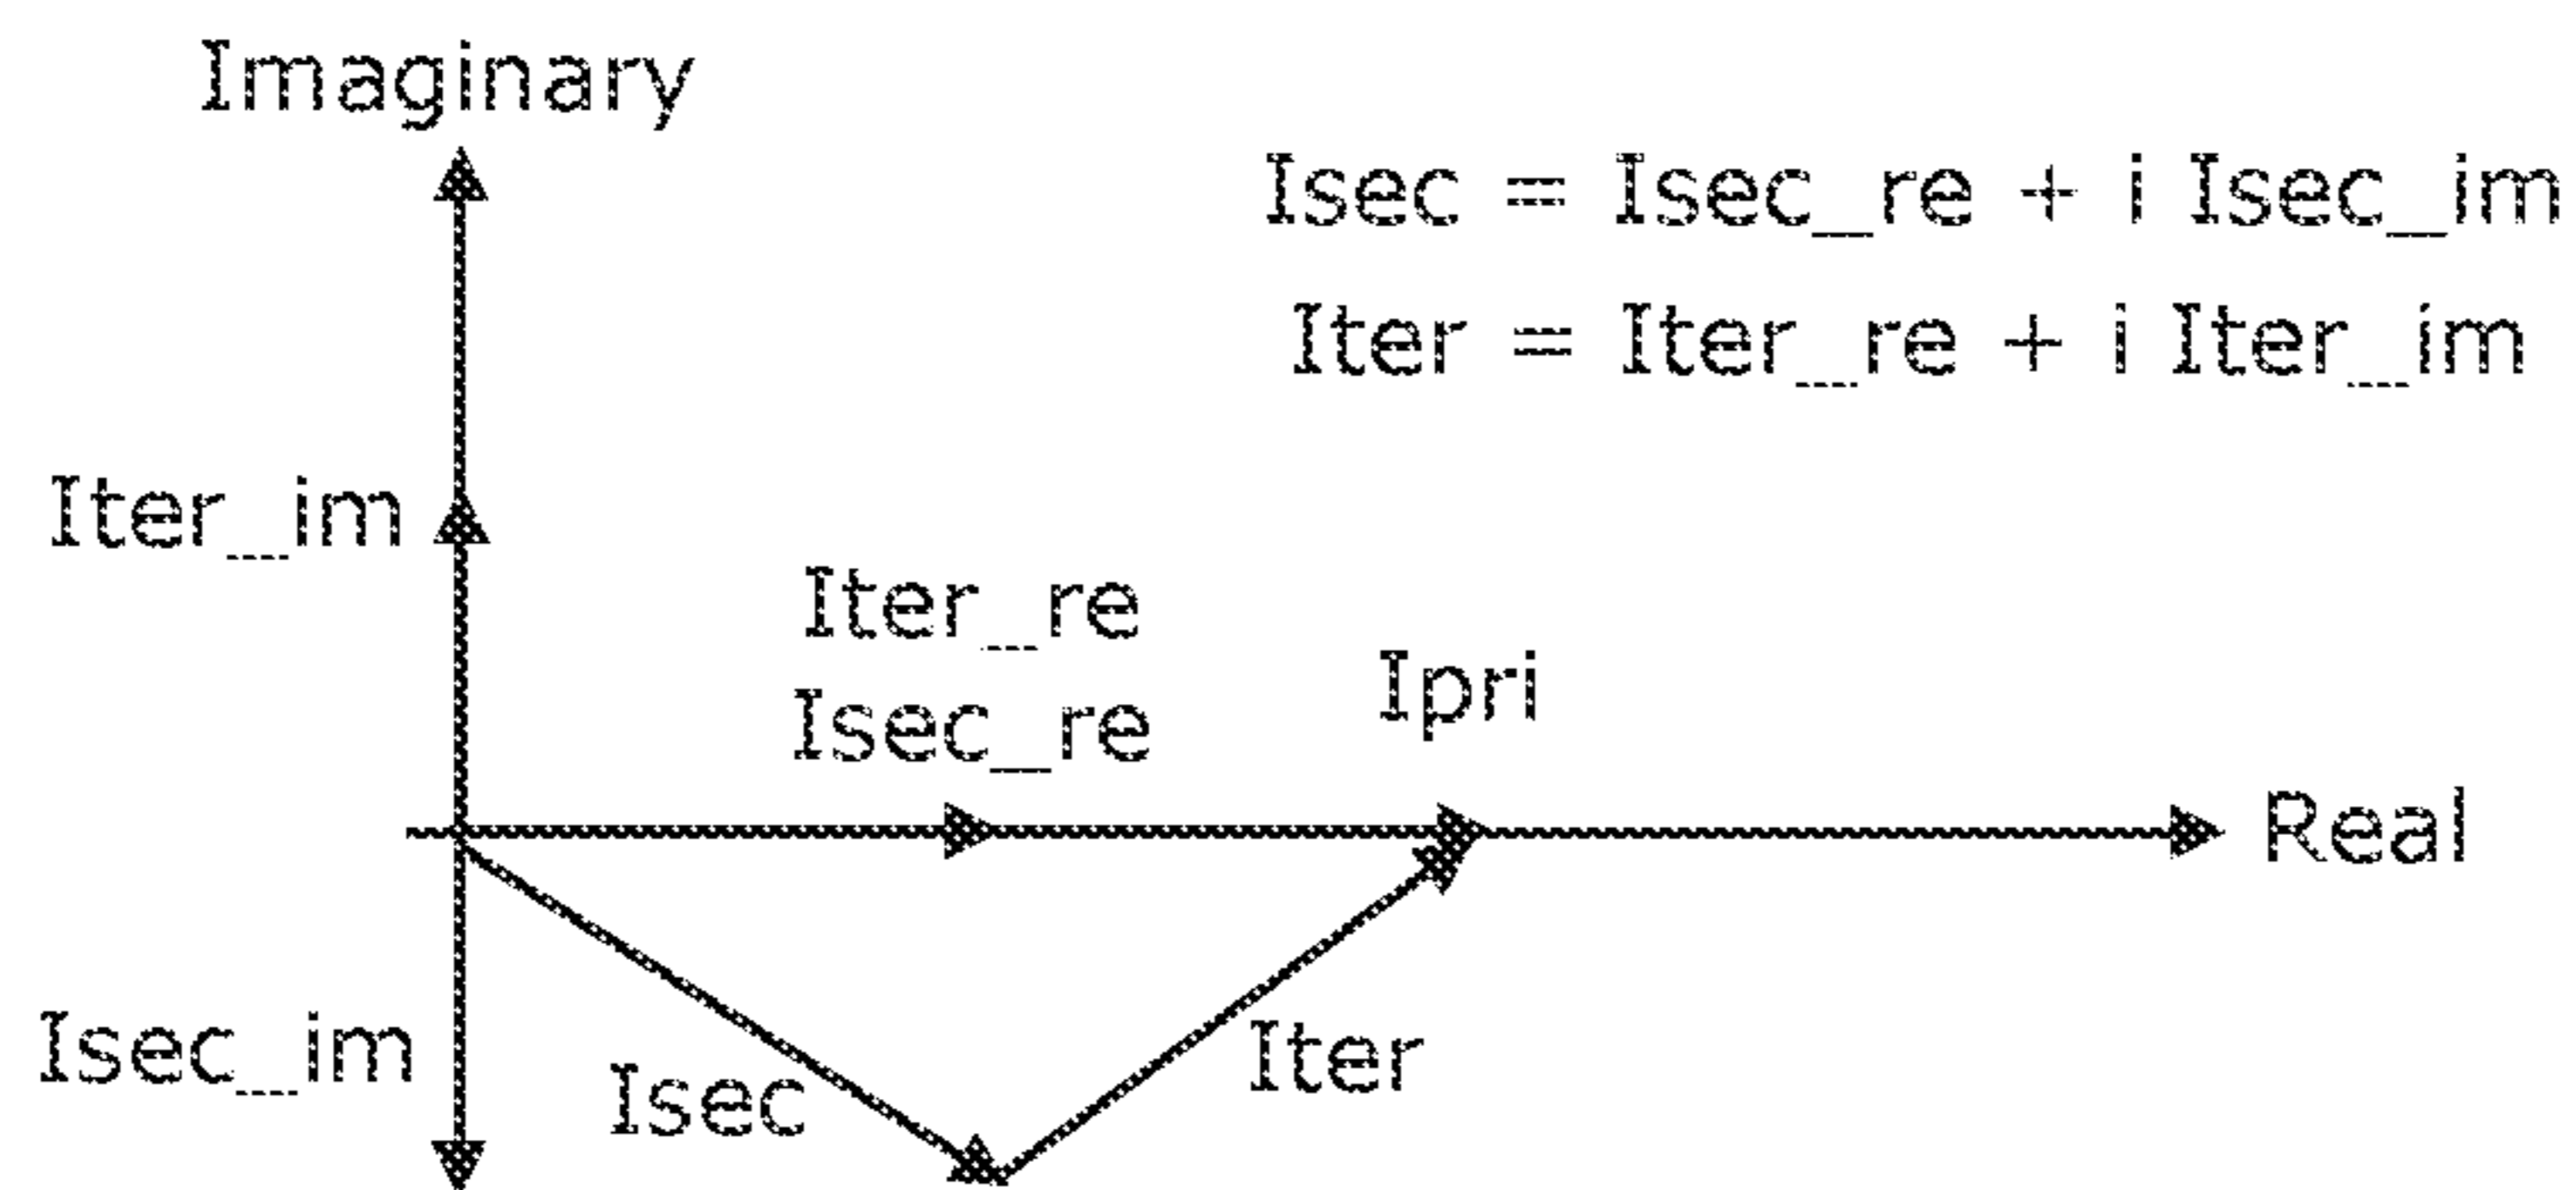 Imaginary
Isec = Isec_re + i Isec_im
Iter = Iter_re + i Iter_im
Iter_im
Iter_re
Isec_re
Ipri
Real
Isec_im
Isec
Iter